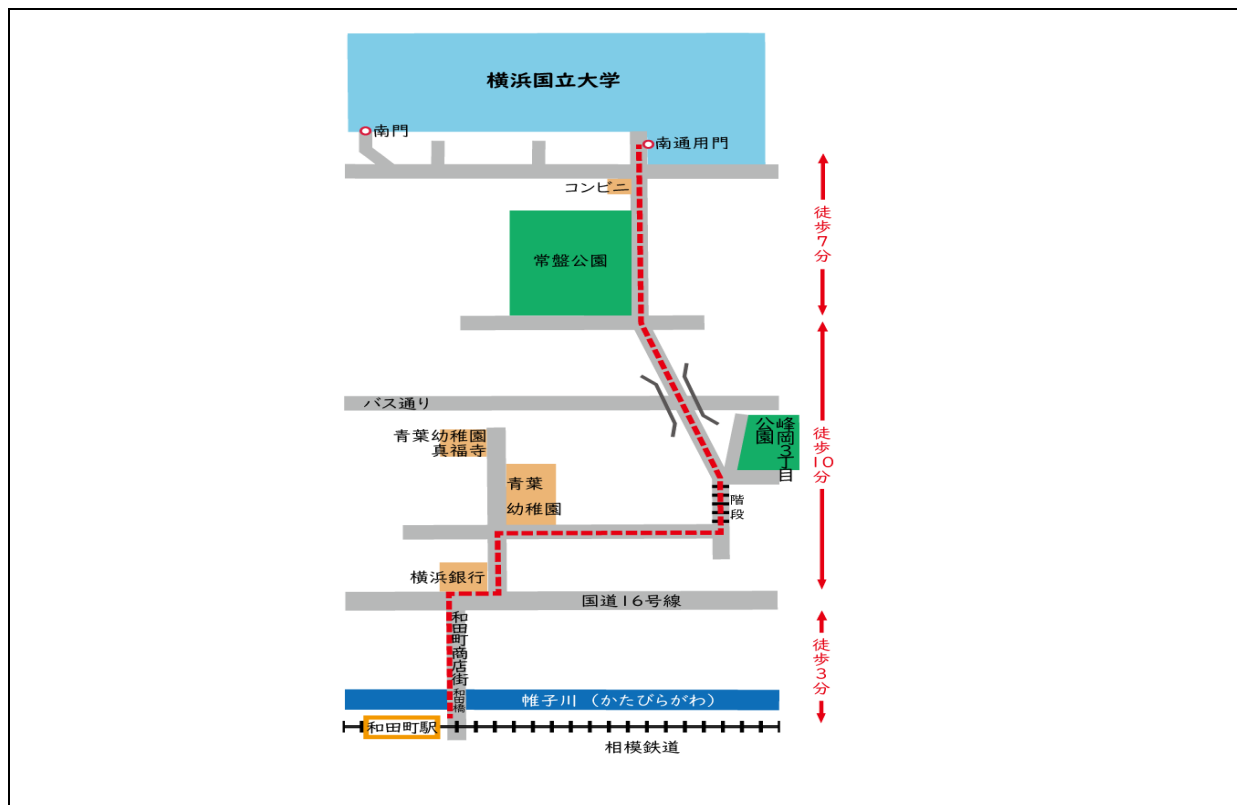 横浜国立大学
南門
南通用門
コンビニ
徒歩7分
常盤公園
バス通り
青葉幼稚園
真福寺
峰岡3丁目
公園
徒歩10分
青葉
幼稚園
階段
横浜銀行
国道16号線
和田町商店街
徒歩3分
和田橋
帷子川（かたびらがわ）
和田町駅
相模鉄道